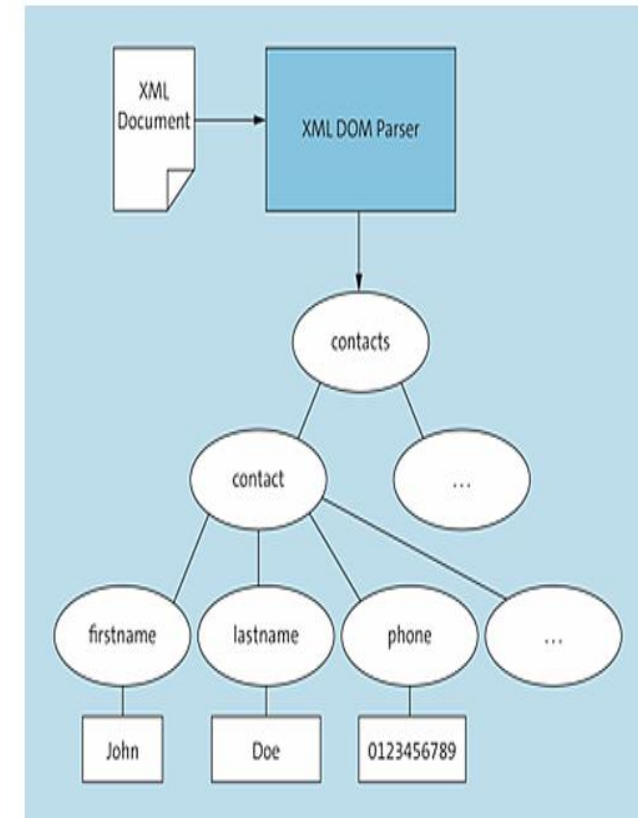 XML
Document
XML DOM Parser
contacts
contact
...
firstname
lastname
phone
...
John
Doe
0123456789